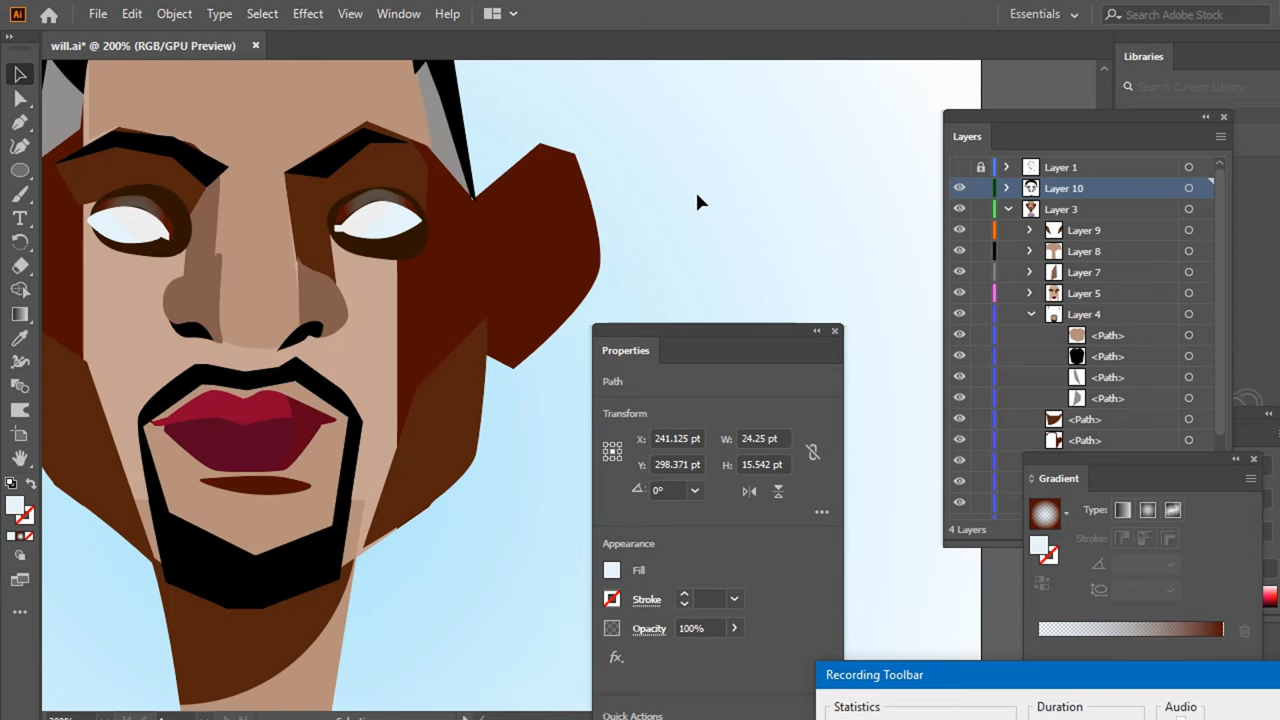 Ai File Edit Object Type Select Effect View Window Help Essentials Search Adobe Stock
will.ai* @ 200% (RGB/GPU Preview) ×
Libraries
Search Current Library
Layers
Layer 1
Layer 10
Layer 3
Layer 9
Layer 8
Layer 7
Layer 5
Layer 4
<Path>
<Path>
<Path>
<Path>
<Path>
<Path>
4 Layers
Properties
Path
Transform
X: 241.125 pt W: 24.25 pt
Y: 298.371 pt H: 15.542 pt
0°
Appearance
Fill
Stroke
Opacity 100%
fx.
Quick Actions
Gradient
Type:
Stroke:
Recording Toolbar
Statistics Duration Audio